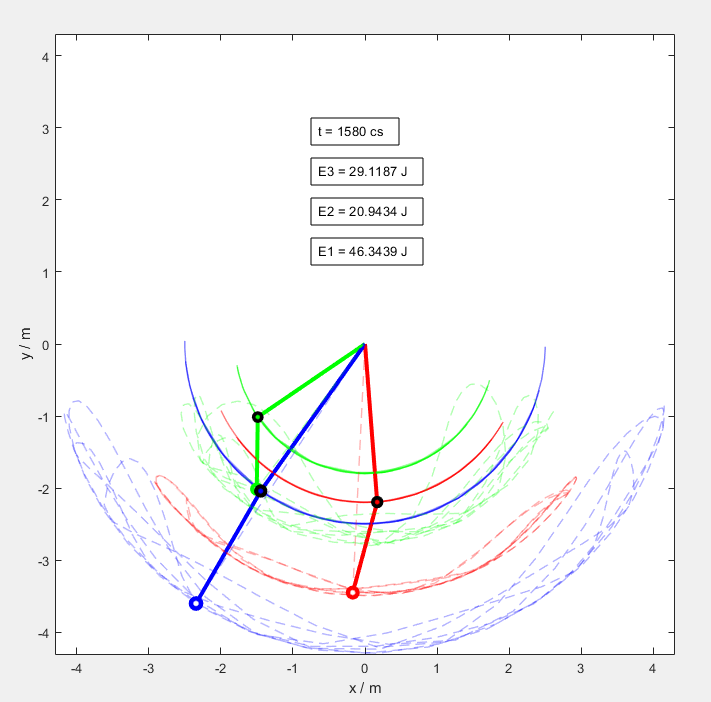 t = 1580 cs
E3 = 29.1187 J
E2 = 20.9434 J
E1 = 46.3439 J
4
3
2
1
0
-1
-2
-3
-4
y / m
-4 -3 -2 -1 0 1 2 3 4
x / m